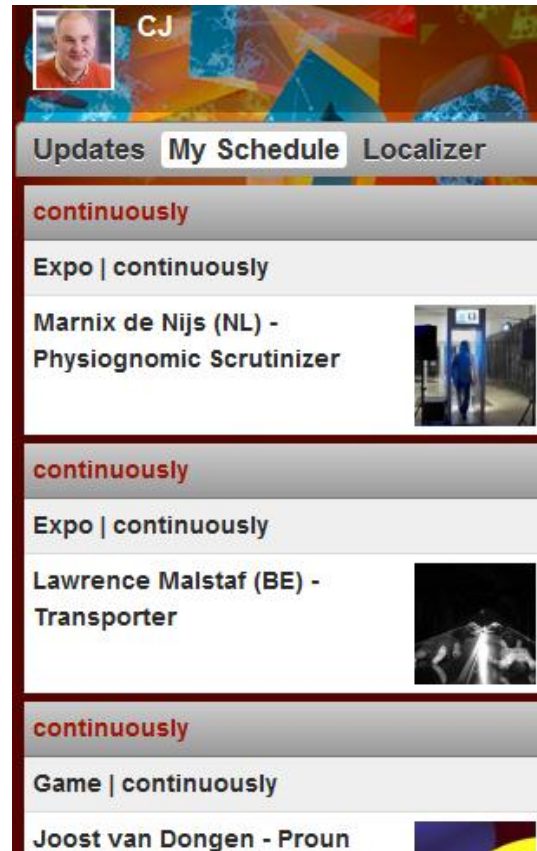 CJ
Updates My Schedule Localizer
continuously
Expo | continuously
Marnix de Nijs (NL) -
Physiognomic Scrutinizer
continuously
Expo | continuously
Lawrence Malstaf (BE) -
Transporter
continuously
Game | continuously
Joost van Dongen - Proun